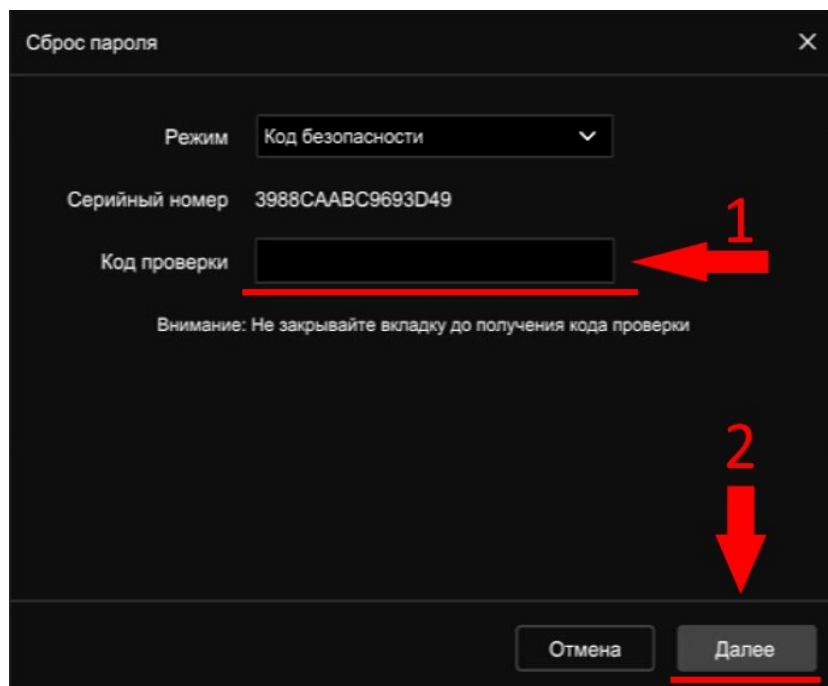 Сброс пароля
Режим Код безопасности
Серийный номер 3988CAABC9693D49
1
Код проверки
Внимание: Не закрывайте вкладку до получения кода проверки
2
Отмена Далее